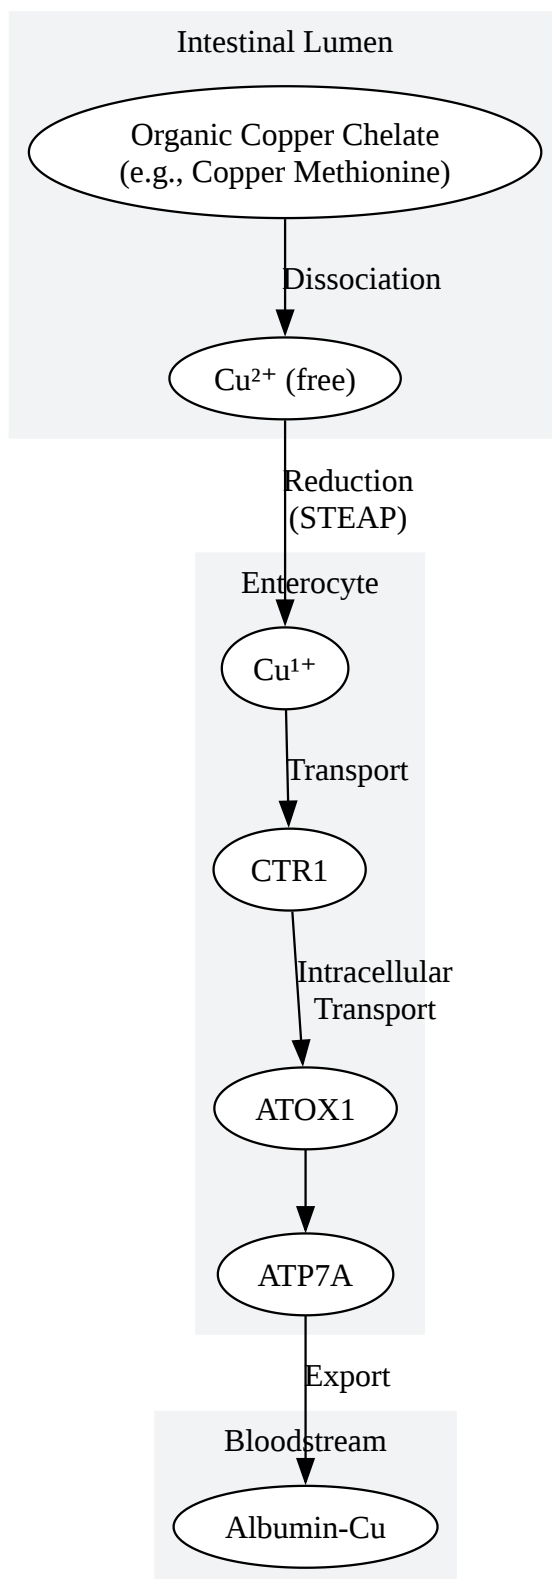 Intestinal Lumen
Organic Copper Chelate
(e.g., Copper Methionine)
Dissociation
Cu²⁺ (free)
Reduction
(STEAP)
Enterocyte
Cu¹⁺
Transport
CTR1
Intracellular
Transport
ATOX1
ATP7A
Export
Bloodstream
Albumin-Cu